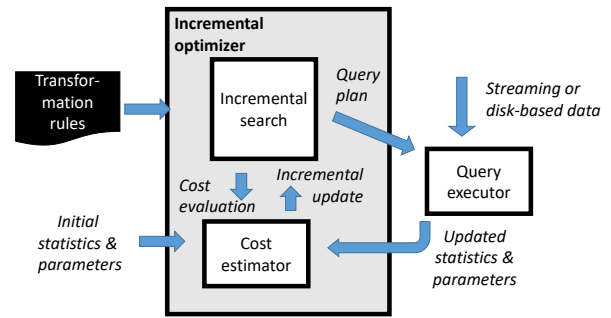 Incremental
optimizer
Transfor-
mation
rules
Incremental
search
Query
plan
Streaming or
disk-based data
Query
executor
Cost
evaluation
Incremental
update
Initial
statistics &
parameters
Cost
estimator
Updated
statistics &
parameters